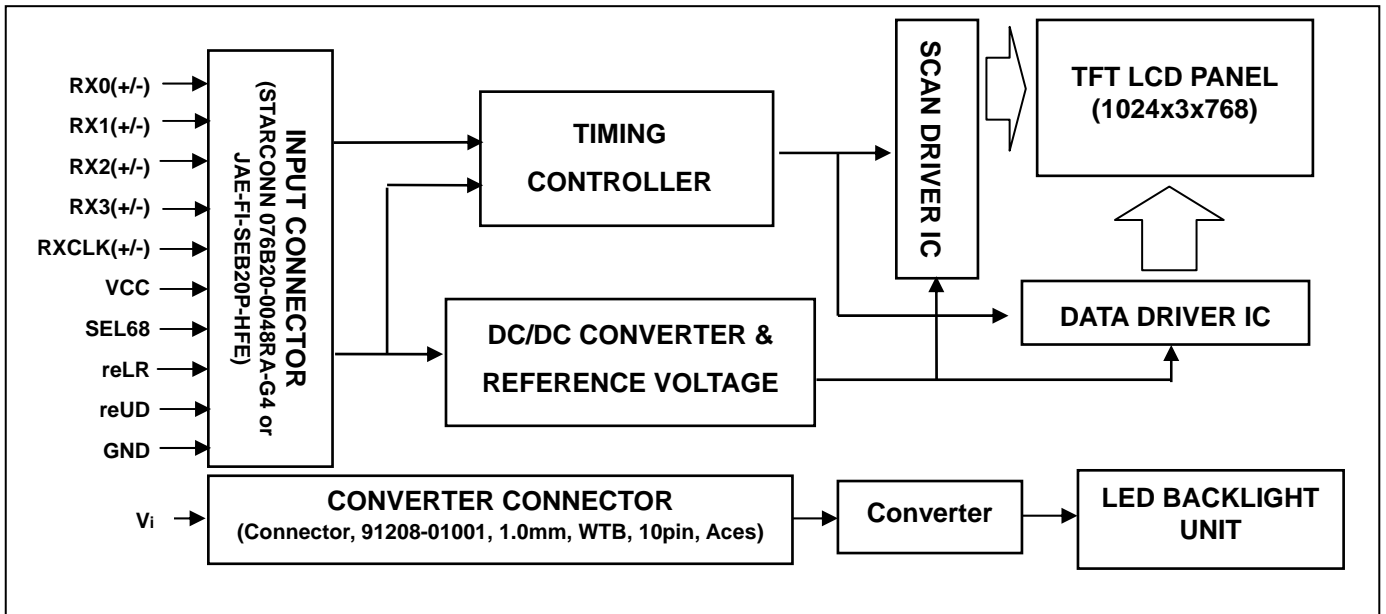 RX0(+/-)
RX1(+/-)
RX2(+/-)
RX3(+/-)
RXCLK(+/-)
VCC
SEL68
reLR
reUD
GND
INPUT CONNECTOR
(STARCONN 076B20-0048RA-G4 or
JAE-FI-SEB20P-HFE)
TIMING
CONTROLLER
SCAN DRIVER IC
TFT LCD PANEL
(1024x3x768)
DC/DC CONVERTER &
REFERENCE VOLTAGE
DATA DRIVER IC
Vi
CONVERTER CONNECTOR
(Connector, 91208-01001, 1.0mm, WTB, 10pin, Aces)
Converter
LED BACKLIGHT
UNIT